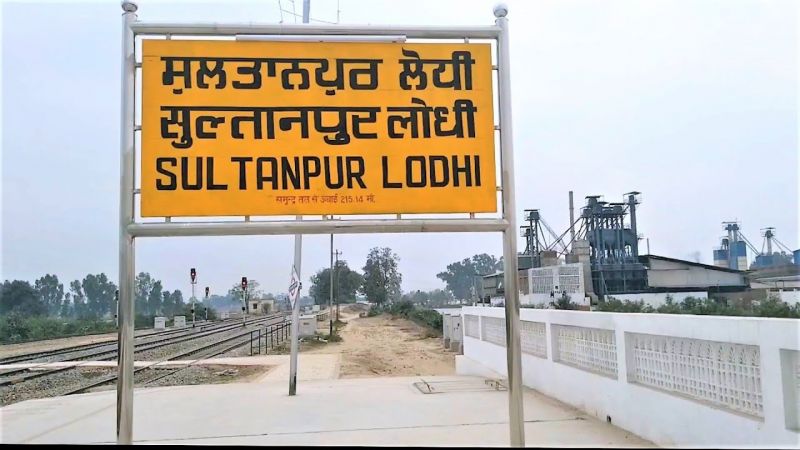 ਸੁਲਤਾਨਪੁਰ ਲੋਧੀ
सुल्तानपुर लोधी
SULTANPUR LODHI
समुन्द्र तल से ऊंचाई 215.14 मी.